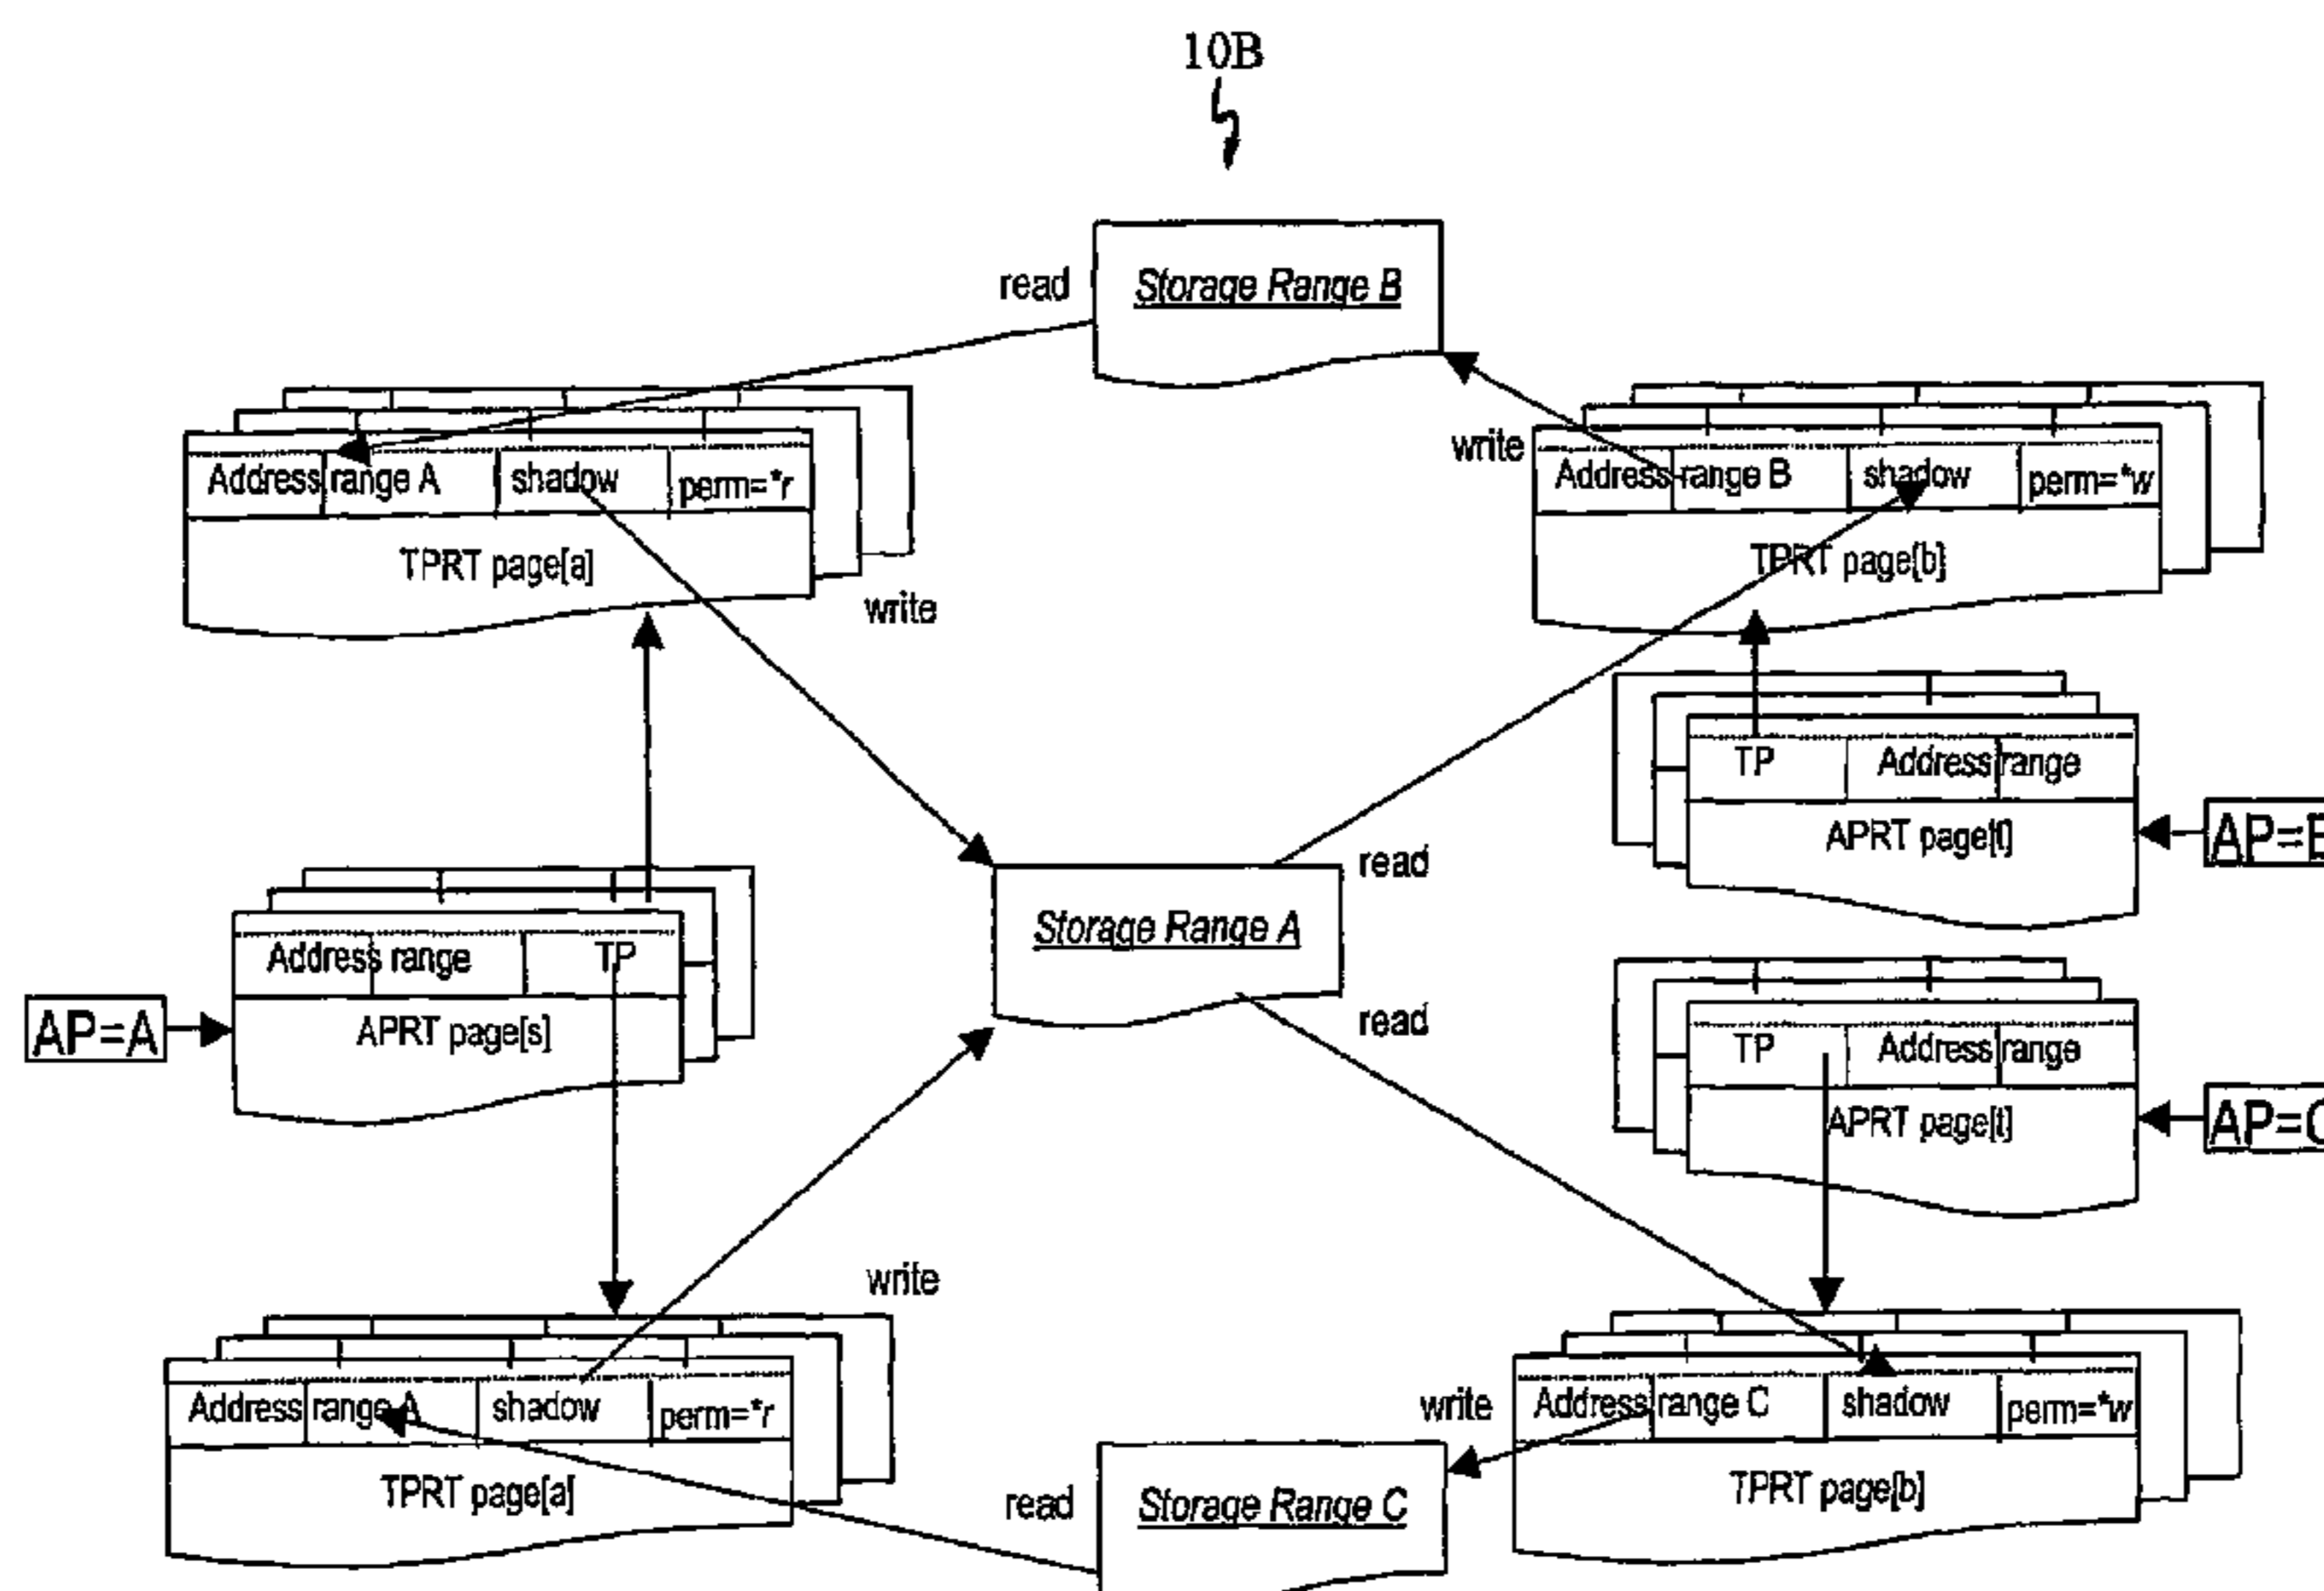 10B
read
Storage Range B
write
Address range A shadow perm=*r
TPRT page[a]
write
Address range B shadow perm=*w
TPRT page[b]
TP Address range
APRT page[t]
read
Storage Range A
read
Address range TP
APRT page[s]
AP=A
TP Address range
APRT page[t]
write
Address range A shadow perm=*r
TPRT page[a]
read
Storage Range C
write
Address range C shadow perm=*w
TPRT page[b]